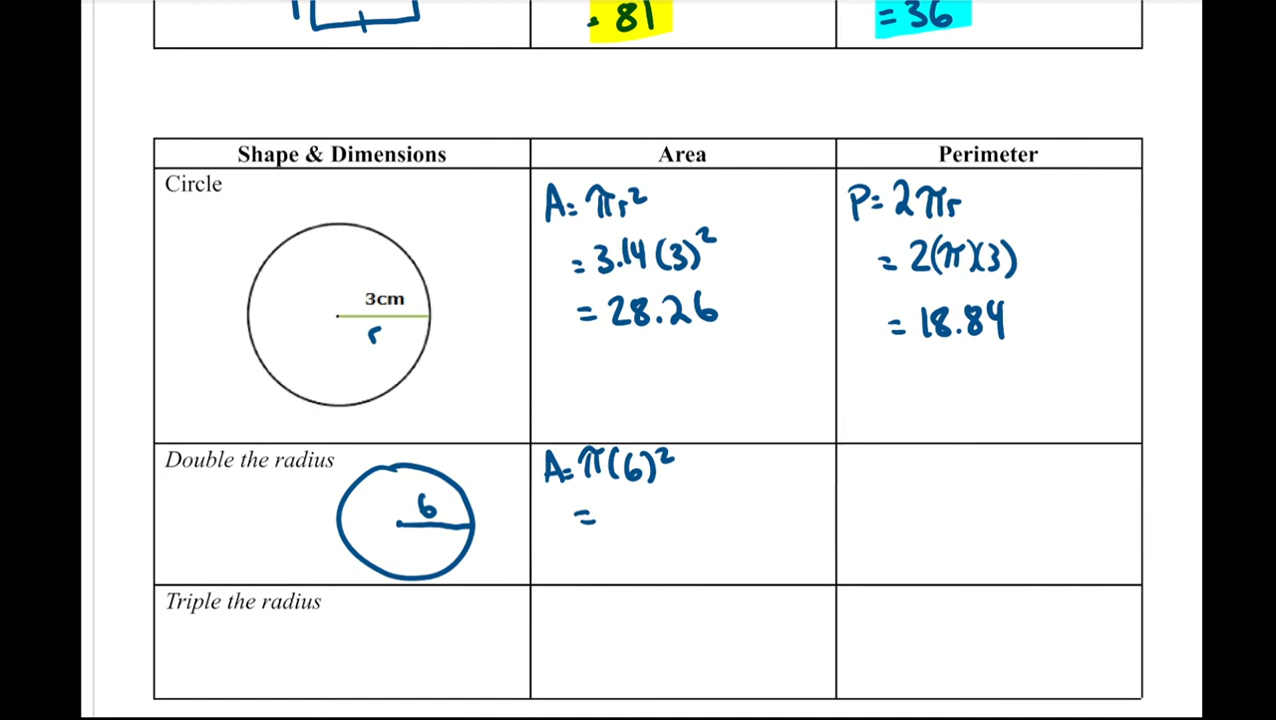 = 81
= 36
Shape & Dimensions
Area
Perimeter
Circle
3cm
r
A= πr²
= 3.14 (3)²
= 28.26
P= 2πr
= 2(π)(3)
= 18.84
Double the radius
6
A= π(6)²
=
Triple the radius